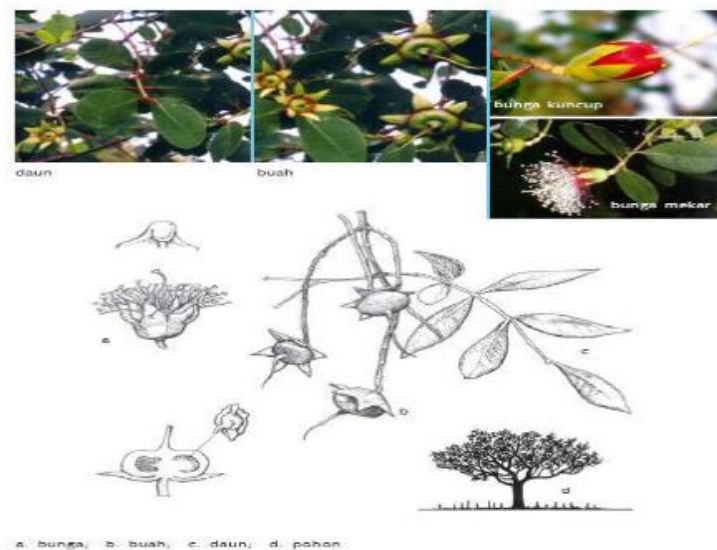 daun
buah
bunga kuncup
bunga mekar
a
b
c
d
a. bunga; b. buah; c. daun; d. pohon